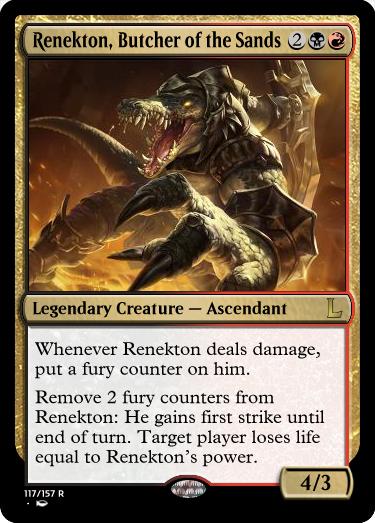 Renekton, Butcher of the Sands 2
Legendary Creature — Ascendant L
Whenever Renekton deals damage,
put a fury counter on him.
Remove 2 fury counters from
Renekton: He gains first strike until
end of turn. Target player loses life
equal to Renekton's power.
4/3
117/157 R